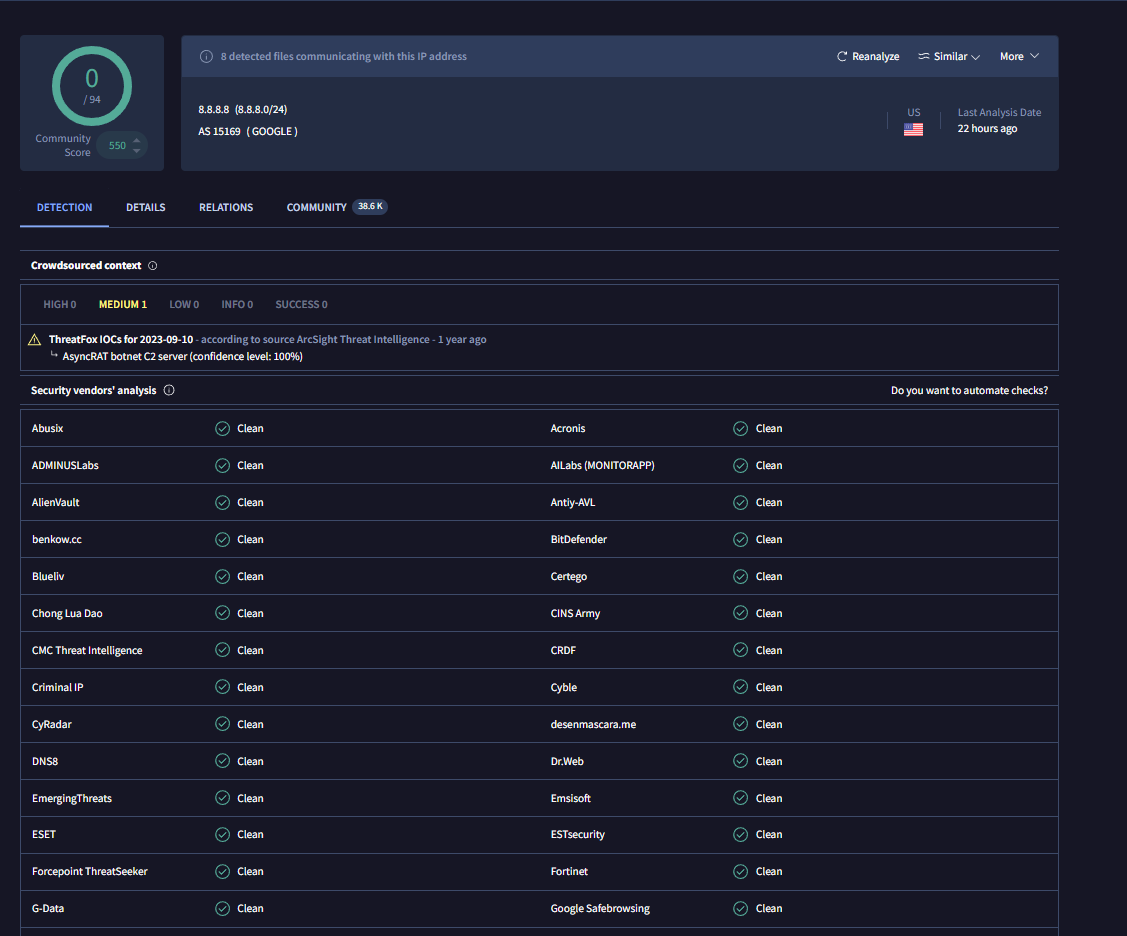 0
/ 94
Community
Score
550
8 detected files communicating with this IP address
Reanalyze
Similar
More
8.8.8.8 (8.8.8.0/24)
AS 15169 ( GOOGLE )
US
Last Analysis Date
22 hours ago
DETECTION
DETAILS
RELATIONS
COMMUNITY 38.6 K
Crowdsourced context
HIGH 0
MEDIUM 1
LOW 0
INFO 0
SUCCESS 0
ThreatFox IOCs for 2023-09-10 - according to source ArcSight Threat Intelligence - 1 year ago
AsyncRAT botnet C2 server (confidence level: 100%)
Security vendors' analysis
Do you want to automate checks?
Abusix Clean Acronis Clean
ADMINUSLabs Clean AILabs (MONITORAPP) Clean
AlienVault Clean Antiy-AVL Clean
benkow.cc Clean BitDefender Clean
Blueliv Clean Certego Clean
Chong Lua Dao Clean CINS Army Clean
CMC Threat Intelligence Clean CRDF Clean
Criminal IP Clean Cyble Clean
CyRadar Clean desenmascara.me Clean
DNS8 Clean Dr.Web Clean
EmergingThreats Clean Emsisoft Clean
ESET Clean ESTsecurity Clean
Forcepoint ThreatSeeker Clean Fortinet Clean
G-Data Clean Google Safebrowsing Clean